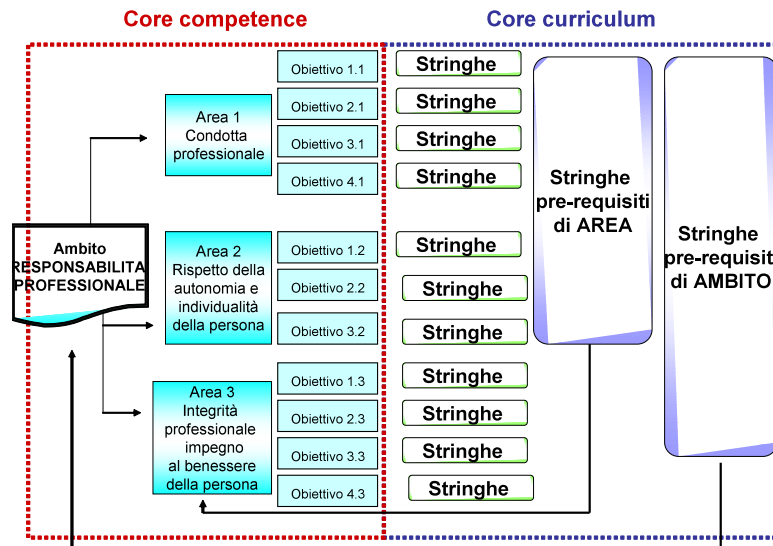 Core competence
Core curriculum
Ambito
RESPONSABILITA
PROFESSIONALE
Area 1
Condotta
professionale
Obiettivo 1.1
Obiettivo 2.1
Obiettivo 3.1
Obiettivo 4.1
Stringhe
Stringhe
Stringhe
Stringhe
Area 2
Rispetto della
autonomia e
individualità
della persona
Obiettivo 1.2
Obiettivo 2.2
Obiettivo 3.2
Stringhe
Stringhe
Stringhe
Area 3
Integrità
professionale
impegno
al benessere
della persona
Obiettivo 1.3
Obiettivo 2.3
Obiettivo 3.3
Obiettivo 4.3
Stringhe
Stringhe
Stringhe
Stringhe
Stringhe
pre-requisiti
di AREA
Stringhe
pre-requisiti
di AMBITO